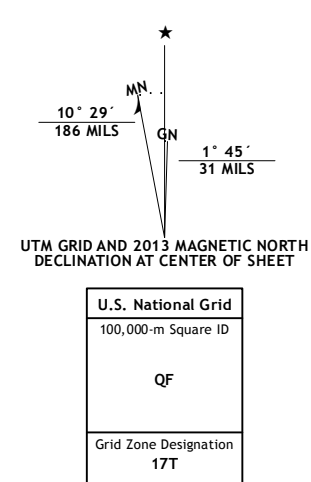 ★
MN
10° 29´
186 MILS
GN
1° 45´
31 MILS
UTM GRID AND 2013 MAGNETIC NORTH
DECLINATION AT CENTER OF SHEET
U.S. National Grid
100,000-m Square ID
QF
Grid Zone Designation
17T